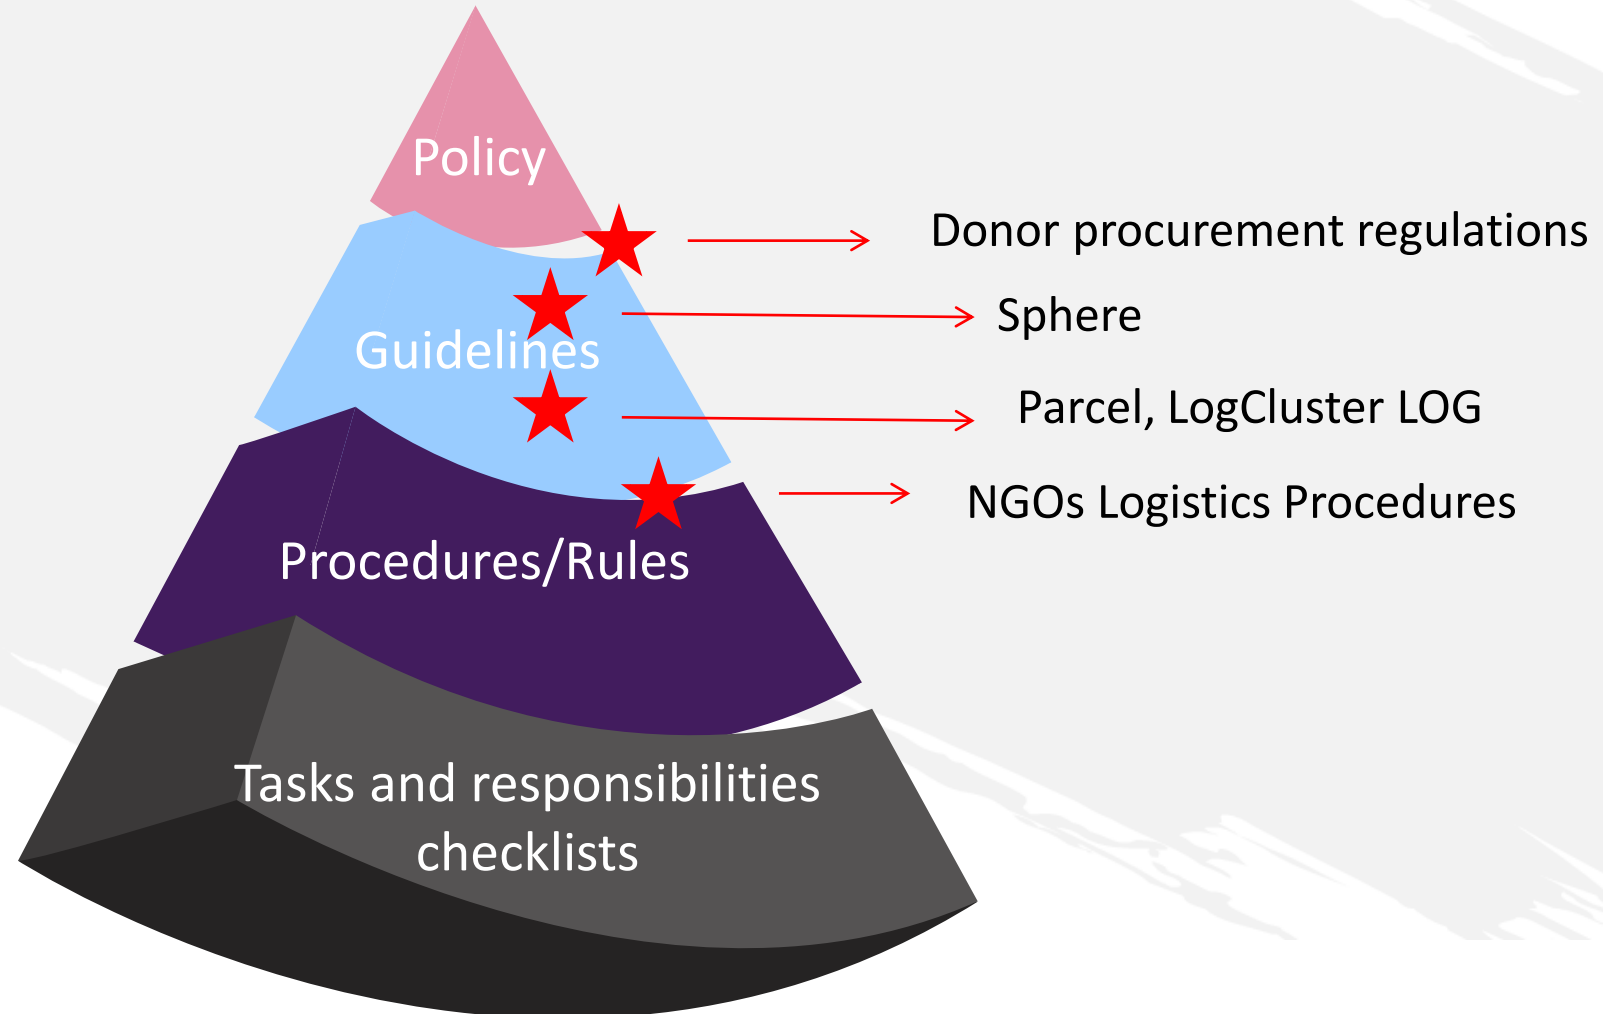 Policy
Donor procurement regulations
Sphere
Guidelines
Parcel, LogCluster LOG
NGOs Logistics Procedures
Procedures/Rules
Tasks and responsibilities
checklists